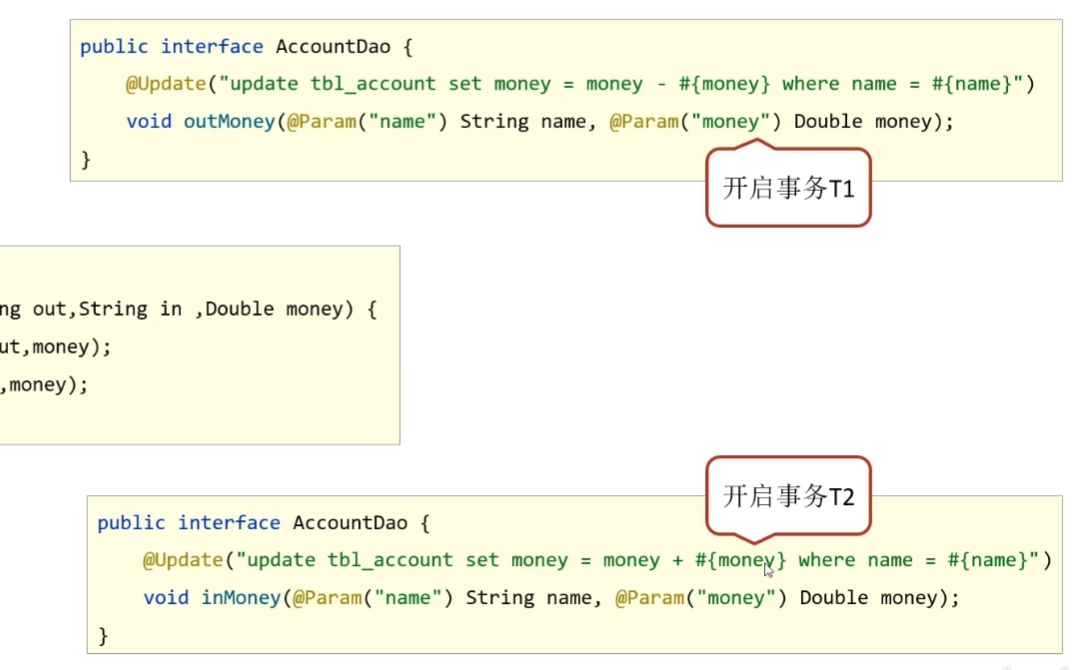 public interface AccountDao {
@Update("update tbl_account set money = money - #{money} where name = #{name}")
void outMoney(@Param("name") String name, @Param("money") Double money);
}
开启事务T1
ng out,String in ,Double money) {
ut,money);
,money);
开启事务T2
public interface AccountDao {
@Update("update tbl_account set money = money + #{money} where name = #{name}")
void inMoney(@Param("name") String name, @Param("money") Double money);
}